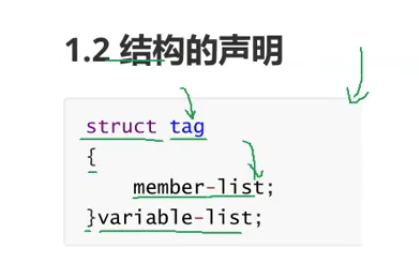 1.2 结构的声明
struct tag
{
    member-list;
}variable-list;